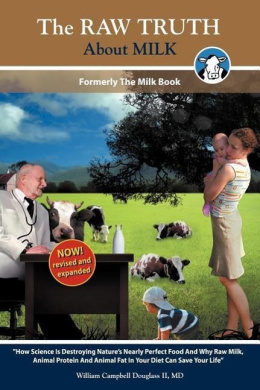 The RAW TRUTH
About MILK
Formerly The Milk Book
NOW!
revised and
expanded
"How Science Is Destroying Nature's Nearly Perfect Food And Why Raw Milk,
Animal Protein And Animal Fat In Your Diet Can Save Your Life"
William Campbell Douglass II, MD